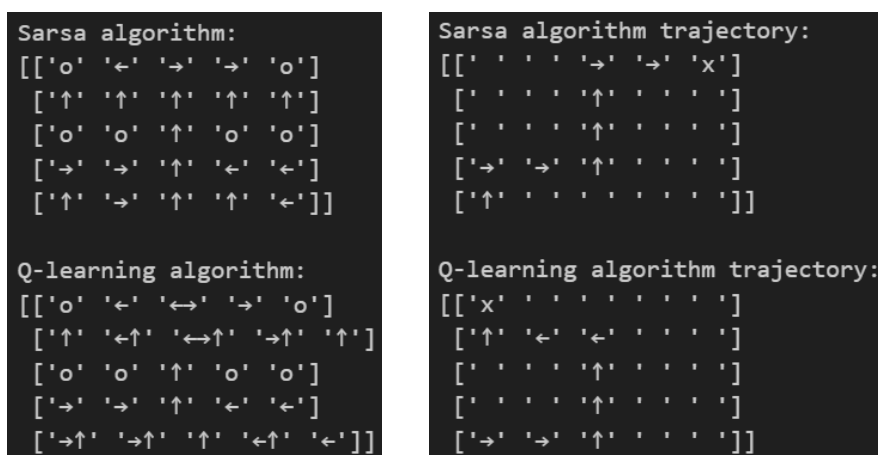 Sarsa algorithm:
[['o' '←' '→' '→' 'o']
['↑' '↑' '↑' '↑' '↑']
['o' 'o' '↑' 'o' 'o']
['→' '→' '↑' '←' '←']
['↑' '→' '↑' '↑' '←']]
Q-learning algorithm:
[['o' '←' '↔' '→' 'o']
['↑' '←↑' '↔↑' '→↑' '↑']
['o' 'o' '↑' 'o' 'o']
['→' '→' '↑' '←' '←']
['→↑' '→↑' '↑' '←↑' '←']]
Sarsa algorithm trajectory:
[[' ' ' ' '→' '→' 'x']
[' ' ' ' '↑' ' ' ' ']
[' ' ' ' '↑' ' ' ' ']
['→' '→' '↑' ' ' ' ']
['↑' ' ' ' ' ' ' ' ']]
Q-learning algorithm trajectory:
[['x' ' ' ' ' ' ' ' ']
['↑' '←' '←' ' ' ' ']
[' ' ' ' '↑' ' ' ' ']
[' ' ' ' '↑' ' ' ' ']
['→' '→' '↑' ' ' ' ']]